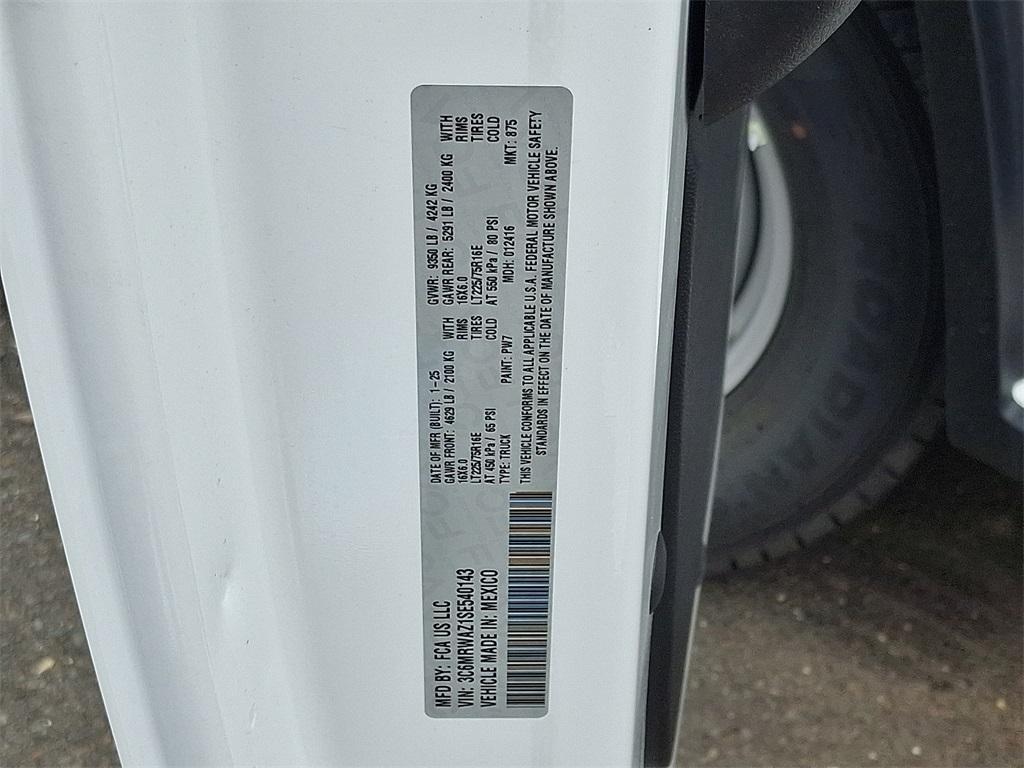 MFD BY: FCA US LLC
VIN: 3C6MRWAZ1SE540143
VEHICLE MADE IN: MEXICO
DATE OF MFR (BUILT): 1-25 GVWR: 9350 LB / 4242 KG
GAWR FRONT: 4629 LB / 2100 KG WITH GAWR REAR: 5291 LB / 2400 KG WITH
16X6.0 RIMS 16X6.0 RIMS
LT225/75R16E TIRES LT225/75R16E TIRES
AT 450 kPa / 65 PSI COLD AT 550 kPa / 80 PSI COLD
TYPE: TRUCK PAINT: PW7 MDH: 012416 MKT: 875
THIS VEHICLE CONFORMS TO ALL APPLICABLE U.S.A. FEDERAL MOTOR VEHICLE SAFETY
STANDARDS IN EFFECT ON THE DATE OF MANUFACTURE SHOWN ABOVE.